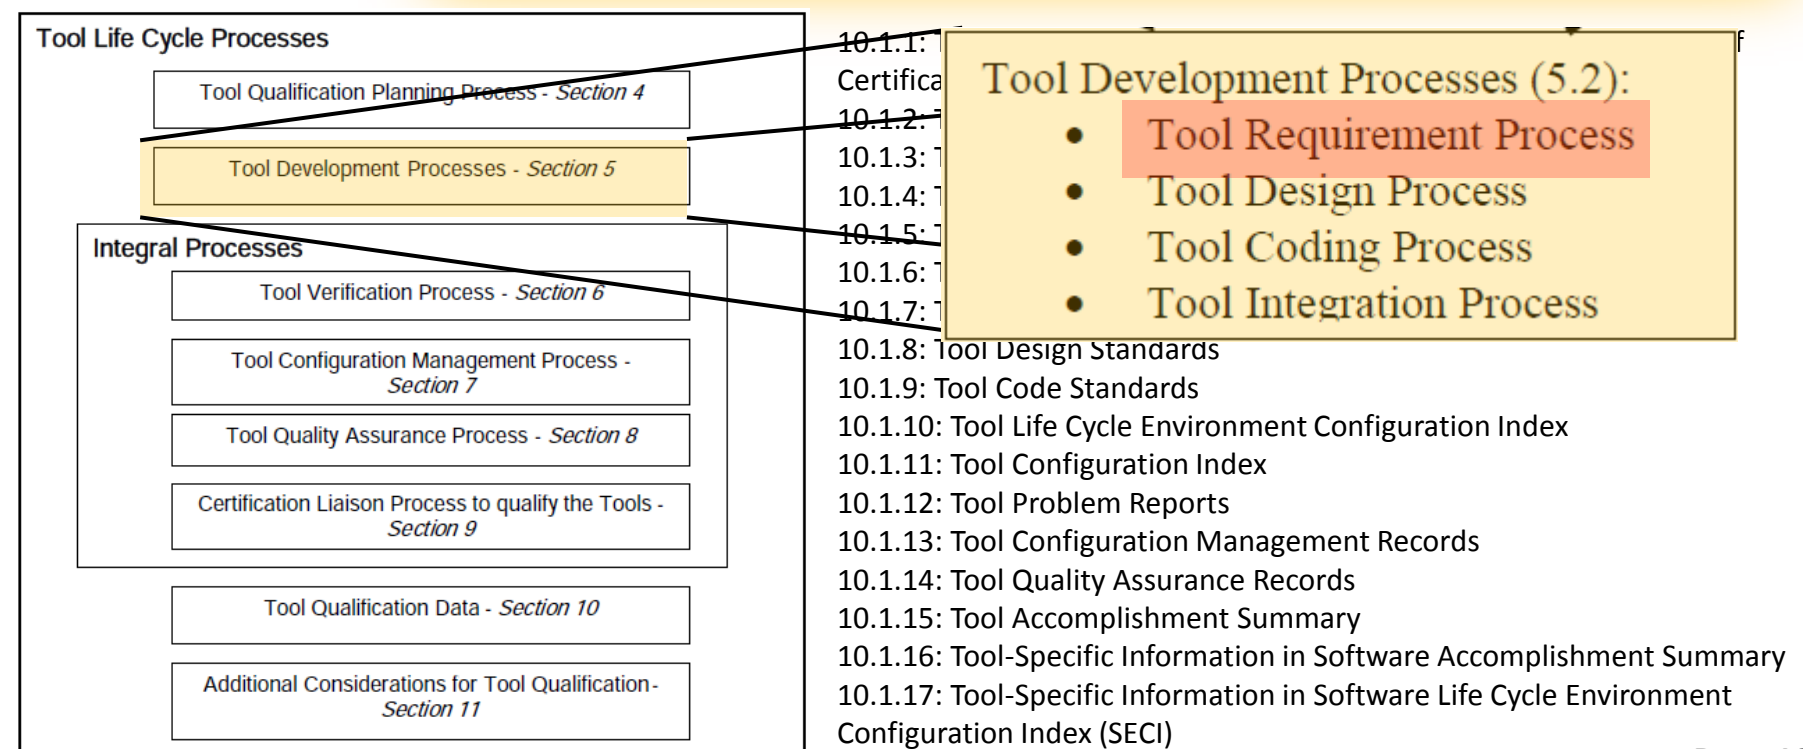 Tool Life Cycle Processes
Tool Qualification Planning Process - Section 4
Tool Development Processes - Section 5
Integral Processes
Tool Verification Process - Section 6
Tool Configuration Management Process -
Section 7
Tool Quality Assurance Process - Section 8
Certification Liaison Process to qualify the Tools -
Section 9
Tool Qualification Data - Section 10
Additional Considerations for Tool Qualification-
Section 11
10.1.1:
10.1.2:
10.1.3:
10.1.4:
10.1.5:
10.1.6:
10.1.7:
10.1.8: Tool Design Standards
10.1.9: Tool Code Standards
10.1.10: Tool Life Cycle Environment Configuration Index
10.1.11: Tool Configuration Index
10.1.12: Tool Problem Reports
10.1.13: Tool Configuration Management Records
10.1.14: Tool Quality Assurance Records
10.1.15: Tool Accomplishment Summary
10.1.16: Tool-Specific Information in Software Accomplishment Summary
10.1.17: Tool-Specific Information in Software Life Cycle Environment
Configuration Index (SECI)
Tool Development Processes (5.2):
• Tool Requirement Process
• Tool Design Process
• Tool Coding Process
• Tool Integration Process